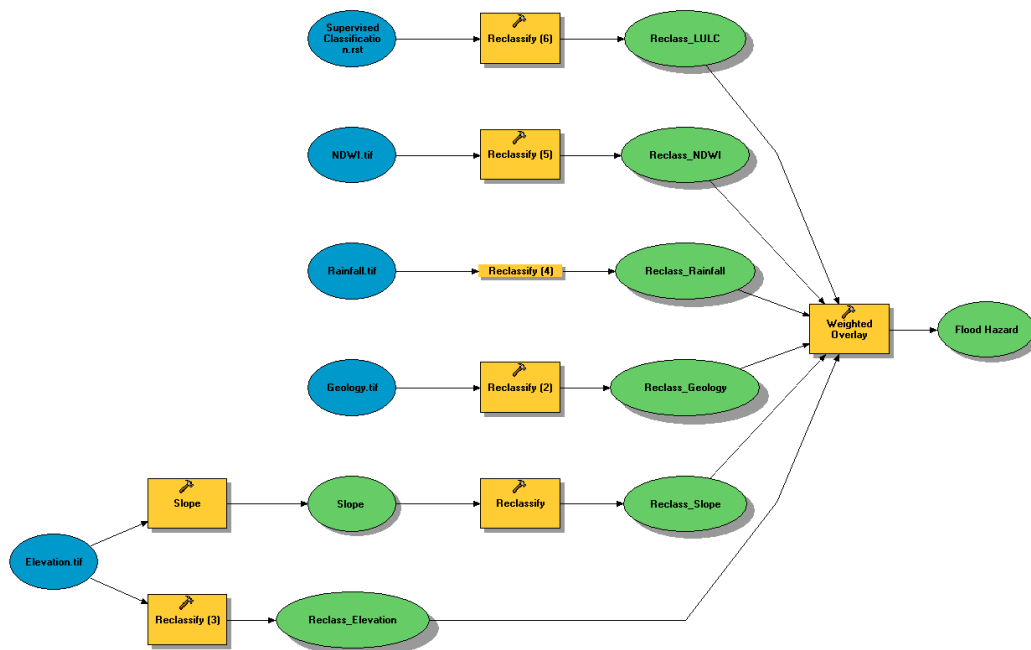 Supervised
Classificatio
n.rst
Reclassify (6)
Reclass_LULC
NDWI.tif
Reclassify (5)
Reclass_NDWI
Rainfall.tif
Reclassify (4)
Reclass_Rainfall
Weighted
Overlay
Flood Hazard
Geology.tif
Reclassify (2)
Reclass_Geology
Slope
Slope
Reclassify
Reclass_Slope
Elevation.tif
Reclassify (3)
Reclass_Elevation